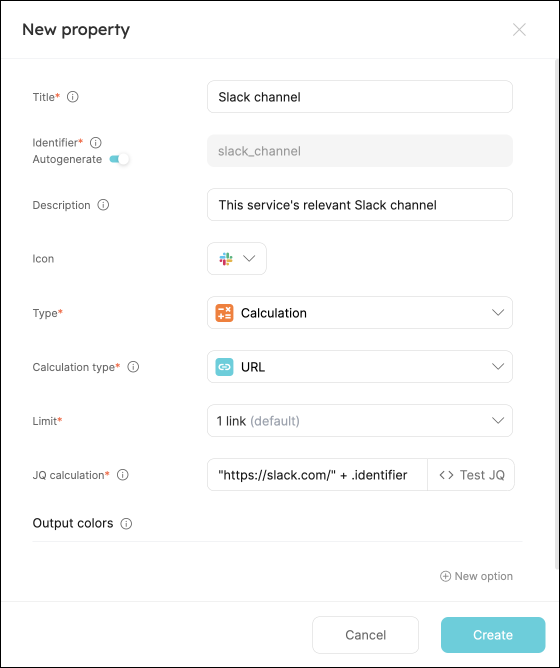 New property
Title*
Slack channel
Identifier*
Autogenerate
slack_channel
Description
This service's relevant Slack channel
Icon
Type*
Calculation
Calculation type*
URL
Limit*
1 link (default)
JQ calculation*
"https://slack.com/" + .identifier
<> Test JQ
Output colors
New option
Cancel
Create